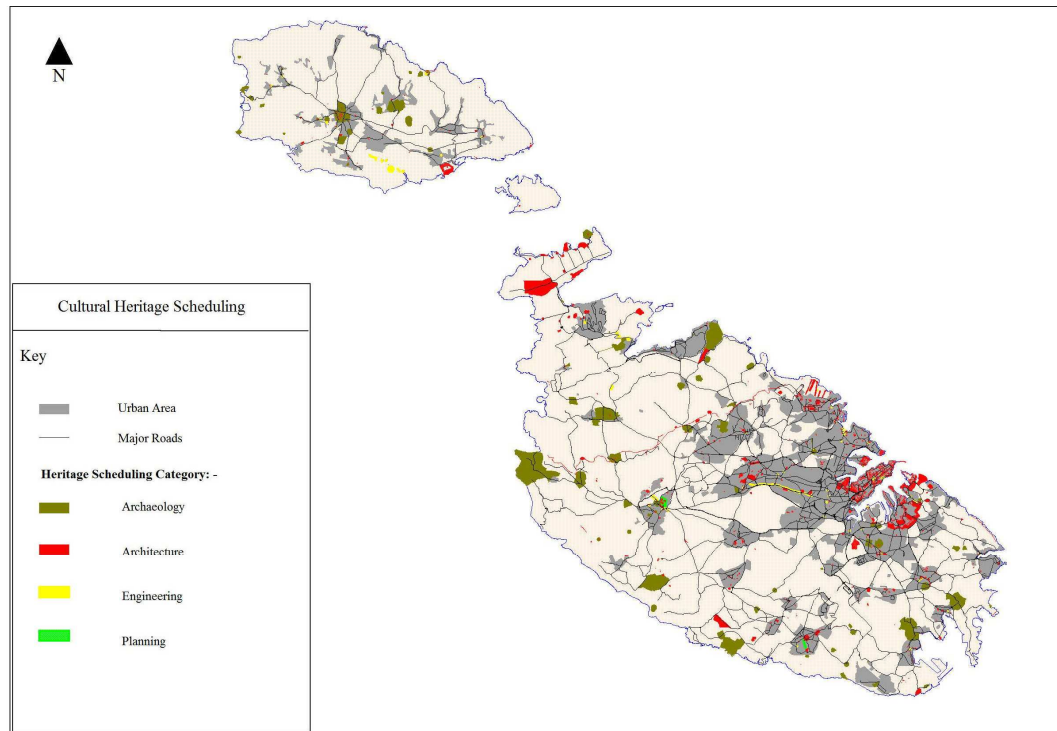 N
Cultural Heritage Scheduling
Key
Urban Area
Major Roads
Heritage Scheduling Category: -
Archaeology
Architecture
Engineering
Planning